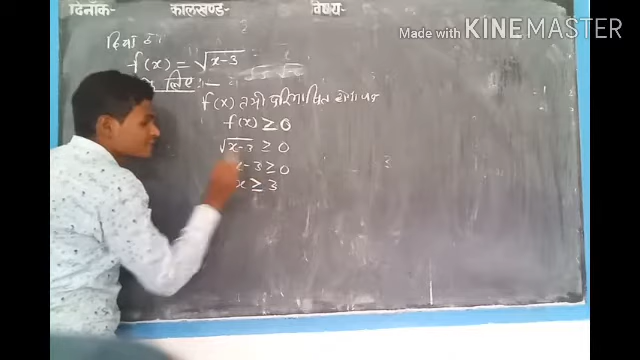 दिनाँक- कालखण्ड- विषय-
Made with KINEMASTER
f(x) = √x-3
लिए:-
f(x) तभी परिभाषित होगा जब
f(x) ≥ 0
√x-3 ≥ 0
x - 3 ≥ 0
x ≥ 3